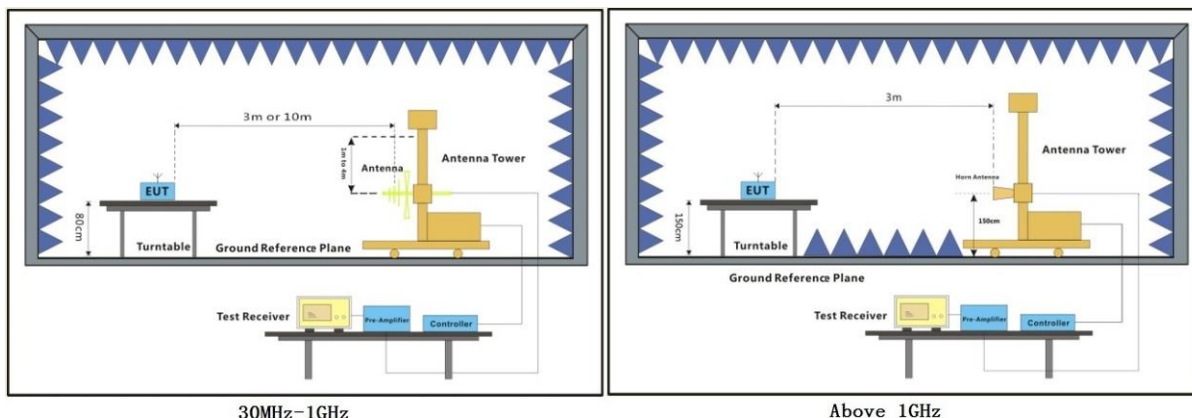 3m or 10m
1m to 4m
Antenna
Antenna Tower
EUT
80cm
Turntable
Ground Reference Plane
Test Receiver
Pre-Amplifier
Controller
30MHz-1GHz
3m
Antenna Tower
Horn Antenna
EUT
150cm
150cm
Turntable
Ground Reference Plane
Test Receiver
Pre-Amplifier
Controller
Above 1GHz